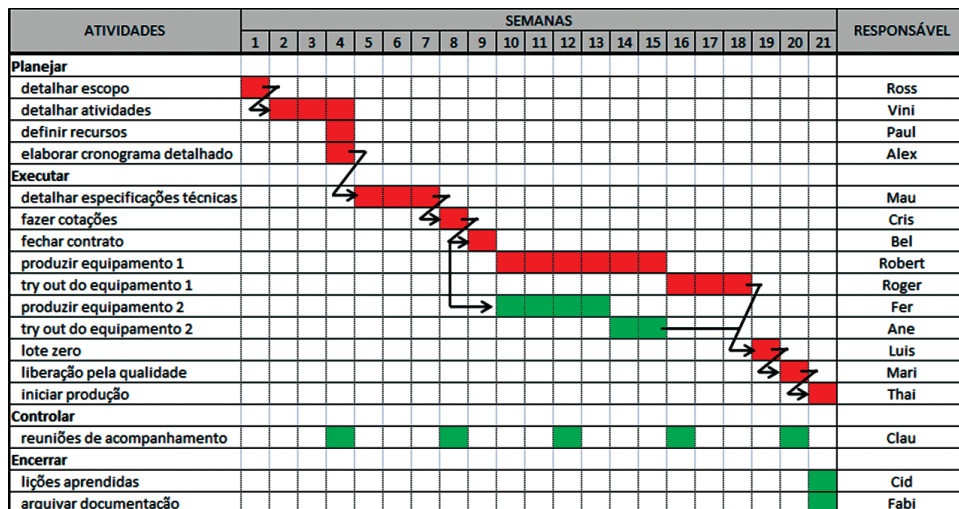 ATIVIDADES SEMANAS RESPONSÁVEL
1 2 3 4 5 6 7 8 9 10 11 12 13 14 15 16 17 18 19 20 21
Planejar
detalhar escopo Ross
detalhar atividades Vini
definir recursos Paul
elaborar cronograma detalhado Alex
Executar
detalhar especificações técnicas Mau
fazer cotações Cris
fechar contrato Bel
produzir equipamento 1 Robert
try out do equipamento 1 Roger
produzir equipamento 2 Fer
try out do equipamento 2 Ane
lote zero Luis
liberação pela qualidade Mari
iniciar produção Thai
Controlar
reuniões de acompanhamento Clau
Encerrar
lições aprendidas Cid
arquivar documentação Fabi